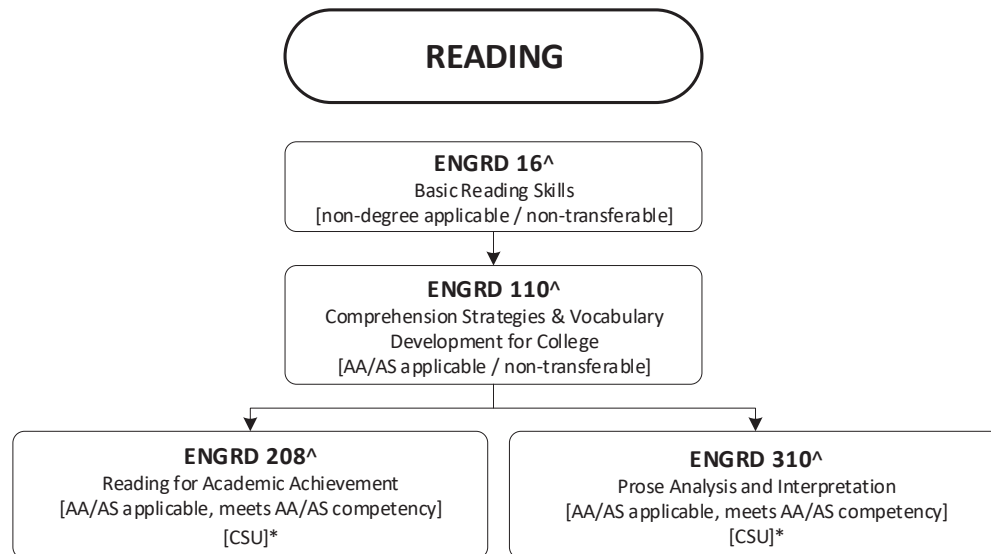 READING
ENGRD 16^
Basic Reading Skills
[non-degree applicable / non-transferable]
ENGRD 110^
Comprehension Strategies & Vocabulary
Development for College
[AA/AS applicable / non-transferable]
ENGRD 208^
Reading for Academic Achievement
[AA/AS applicable, meets AA/AS competency]
[CSU]*
ENGRD 310^
Prose Analysis and Interpretation
[AA/AS applicable, meets AA/AS competency]
[CSU]*